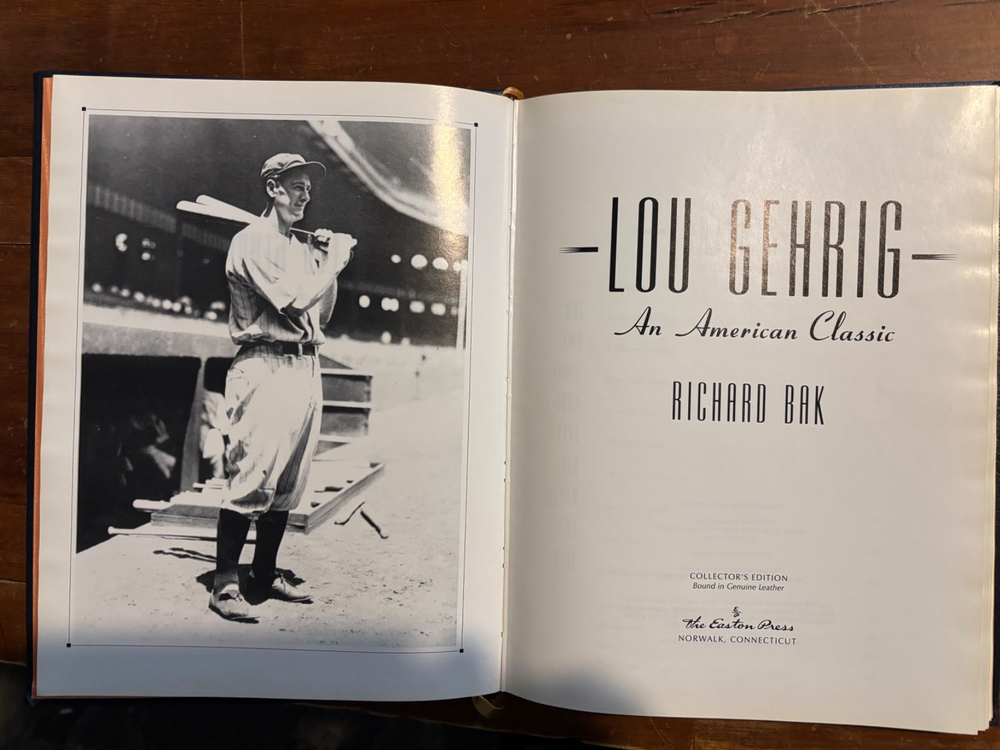 LOU GEHRIG
An American Classic
RICHARD BAK
COLLECTOR'S EDITION
Bound in Genuine Leather
The Easton Press
NORWALK, CONNECTICUT